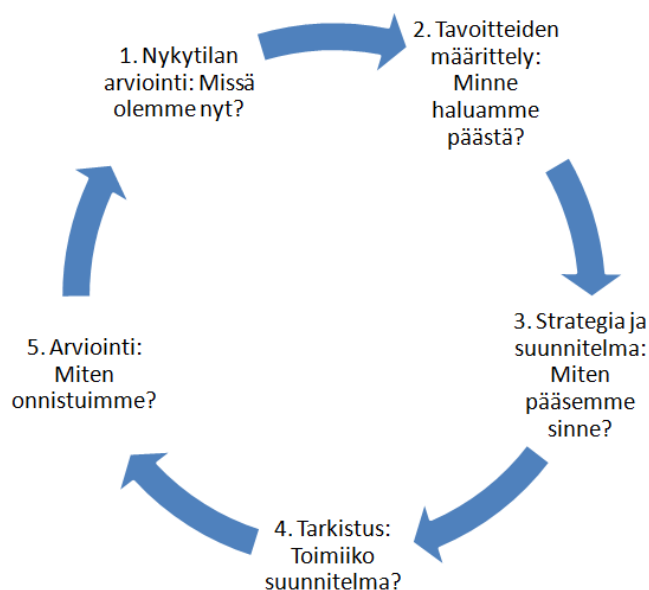 1. Nykytilan
arviointi: Missä
olemme nyt?
2. Tavoitteiden
määrittely:
Minne
haluamme
päästä?
3. Strategia ja
suunnitelma:
Miten
pääsemme
sinne?
4. Tarkistus:
Toimiiko
suunnitelma?
5. Arviointi:
Miten
onnistuimme?